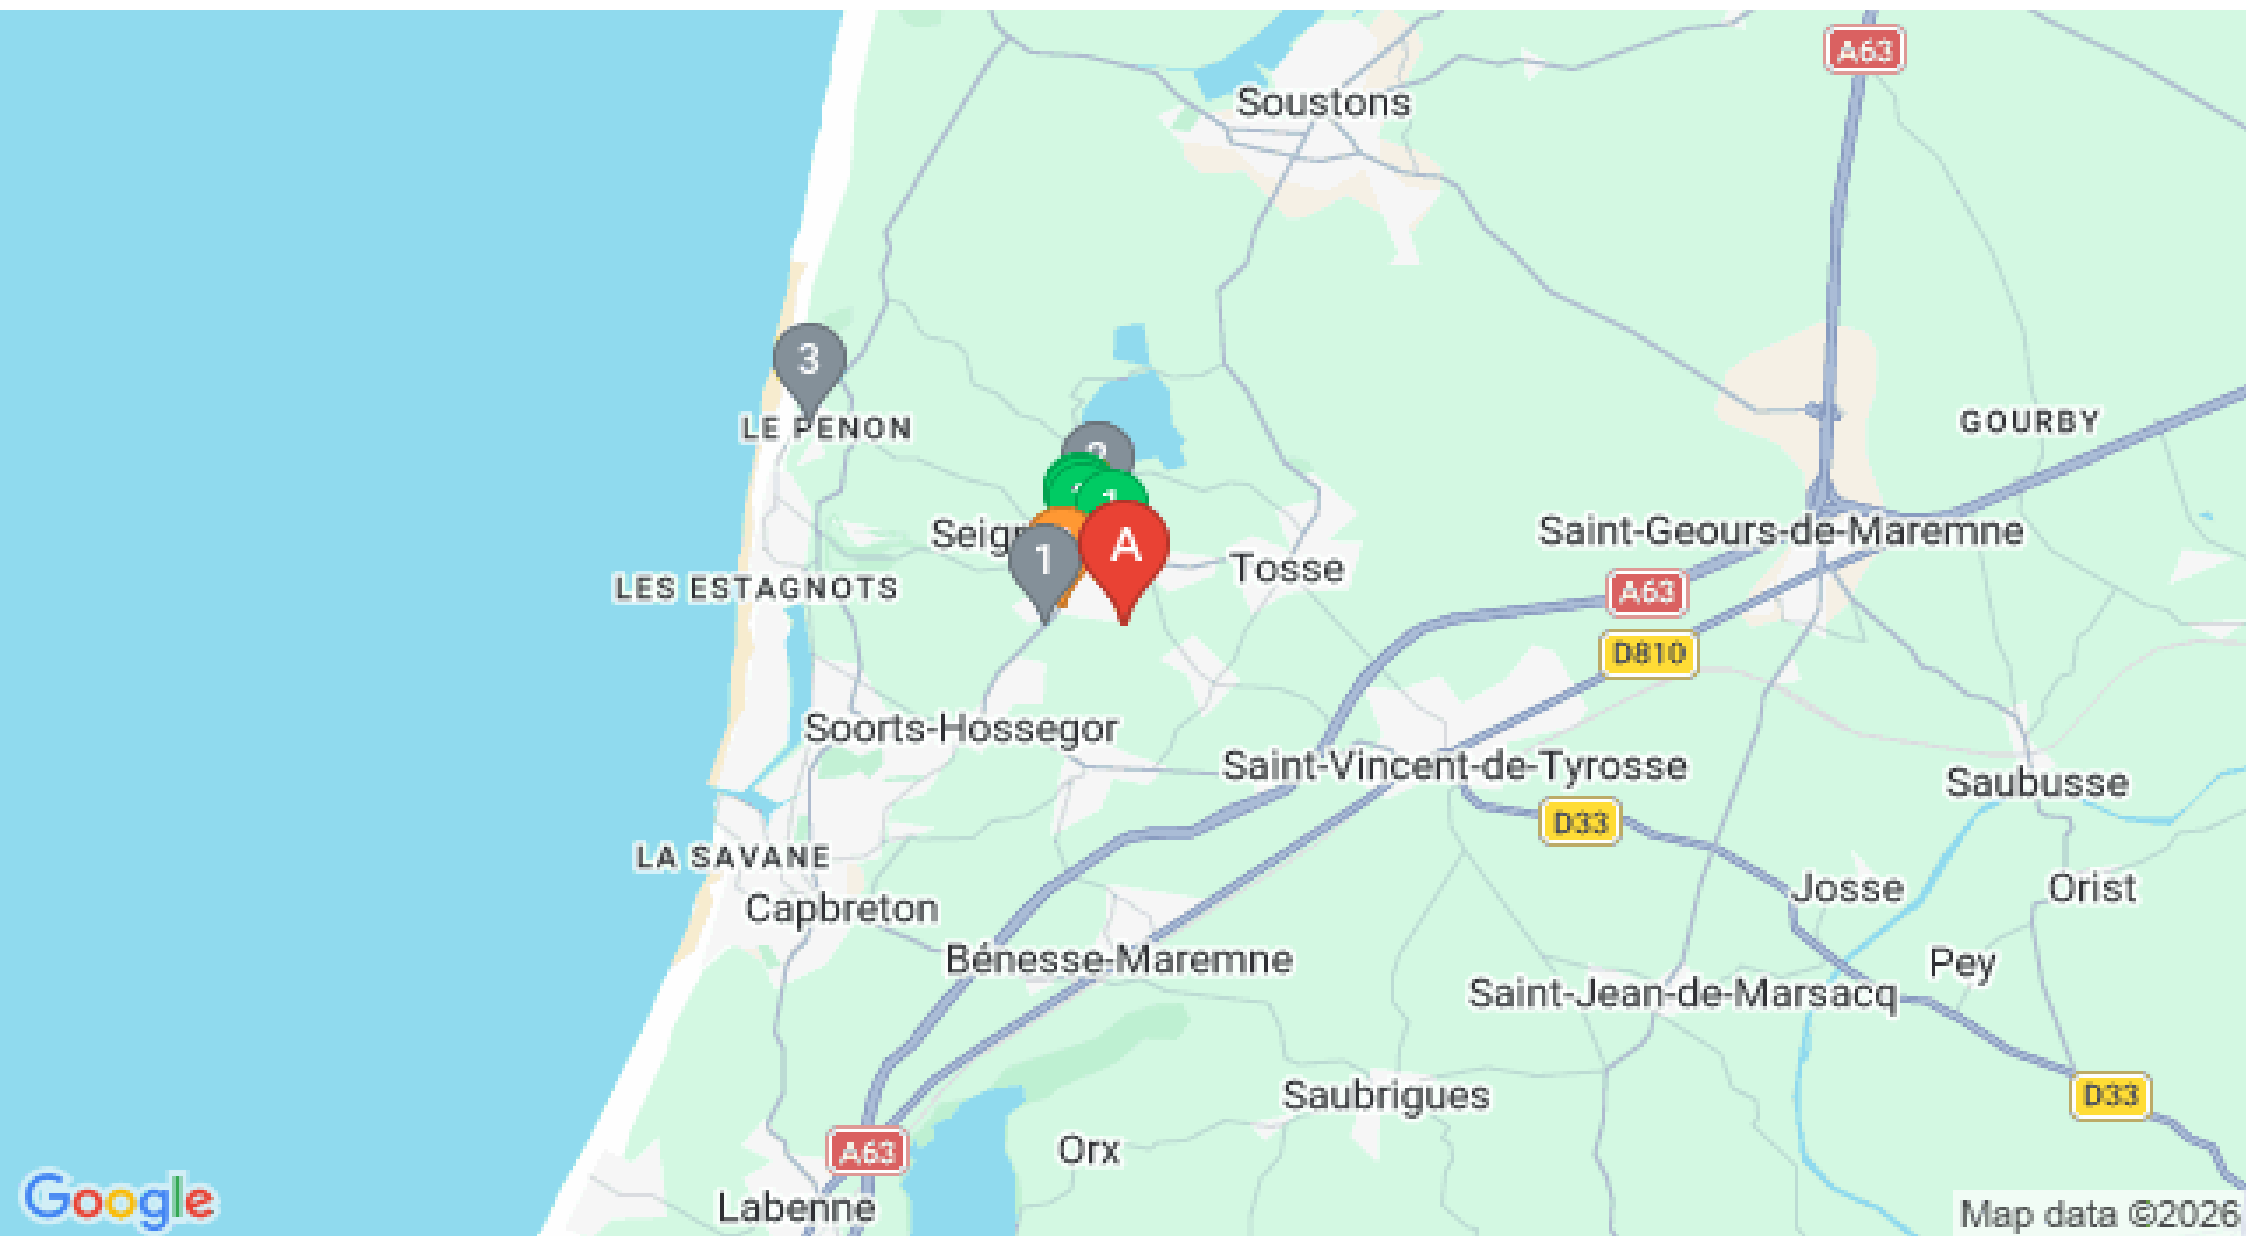 A63
Soustons
3
LE PENON
GOURBY
1
Seign
A
Saint-Geours-de-Maremne
1
Tosse
LES ESTAGNOTS
A63
D810
Soorts-Hossegor
Saint-Vincent-de-Tyrosse
Saubusse
D33
LA SAVANE
Josse
Orist
Capbreton
Bénesse-Maremne
Pey
Saint-Jean-de-Marsacq
Saubrigues
D33
A63
Orx
Google
Labenne
Map data ©2026